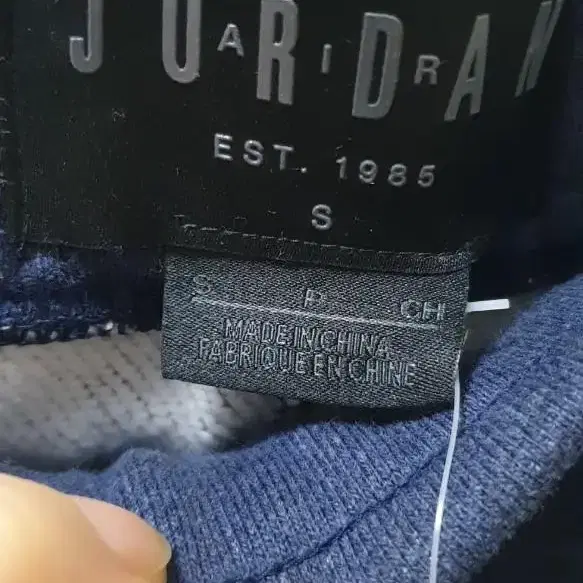 JORDAN
AIR
EST. 1985
S
S P CH
MADE IN CHINA
FABRIQUE EN CHINE